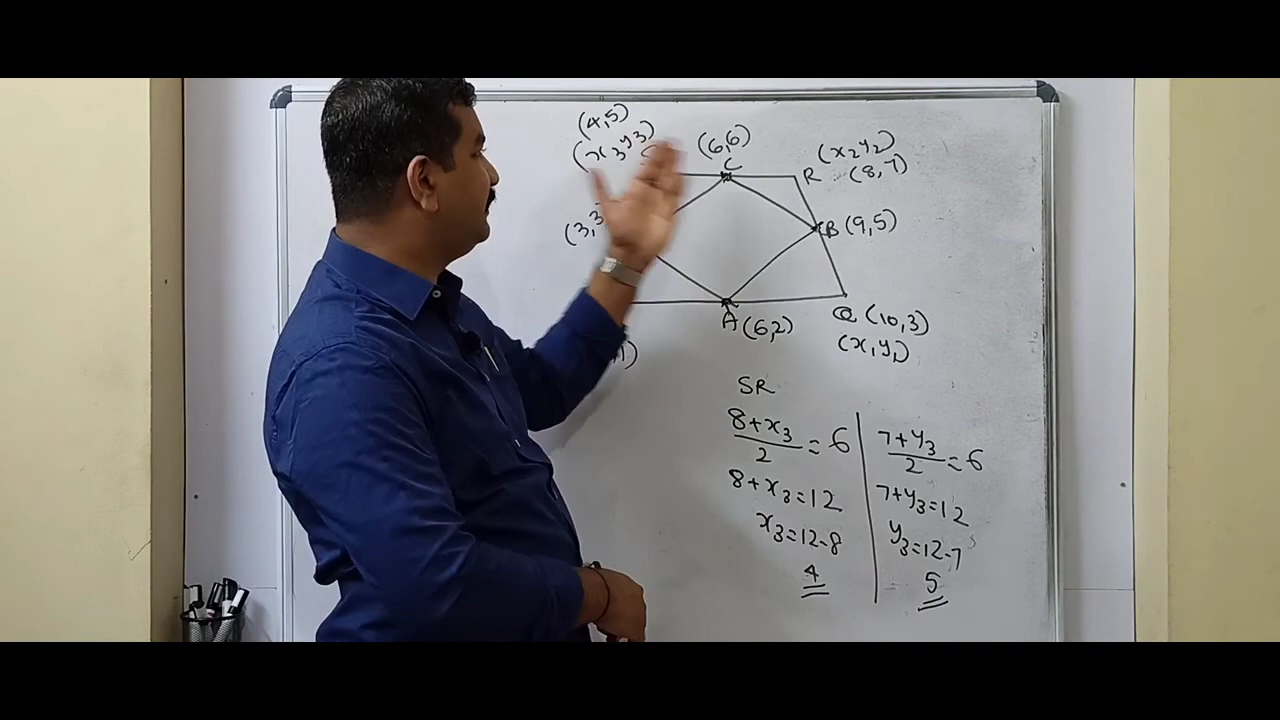 (4,5)
(x3 y3)
(6,6)
C
R
(x2 y2)
(8,7)
(3,3
B (9,5)
A (6,2)
Q (10,3)
(x, y,)
1)
SR
8+x3/2 = 6
8+x3=12
x3=12-8
4
7+y3/2 = 6
7+y3=12
y3=12-7
5